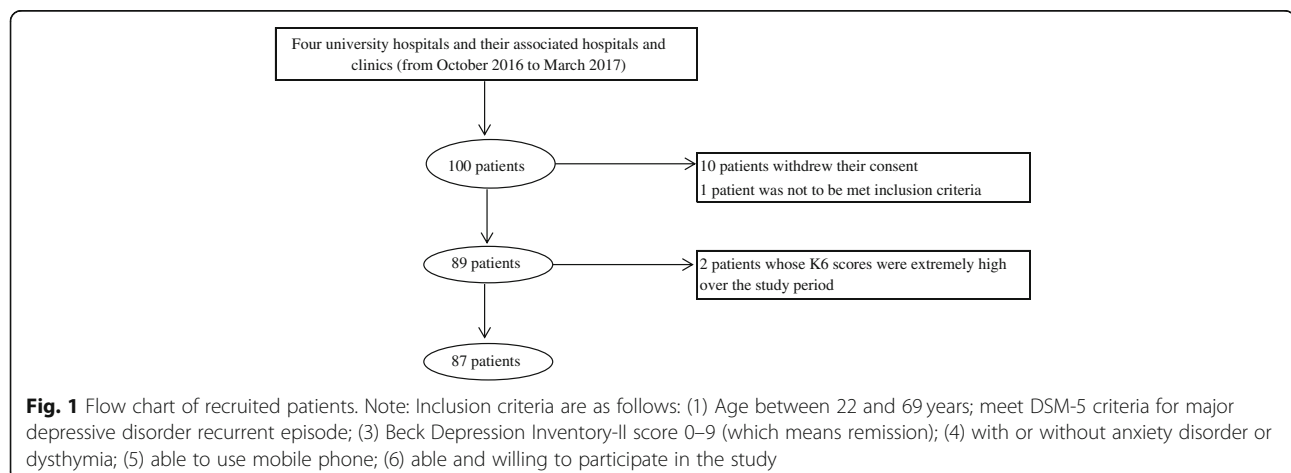 Four university hospitals and their associated hospitals and
clinics (from October 2016 to March 2017)
100 patients
10 patients withdrew their consent
1 patient was not to be met inclusion criteria
89 patients
2 patients whose K6 scores were extremely high
over the study period
87 patients
Fig. 1 Flow chart of recruited patients. Note: Inclusion criteria are as follows: (1) Age between 22 and 69 years; meet DSM-5 criteria for major
depressive disorder recurrent episode; (3) Beck Depression Inventory-II score 0–9 (which means remission); (4) with or without anxiety disorder or
dysthymia; (5) able to use mobile phone; (6) able and willing to participate in the study